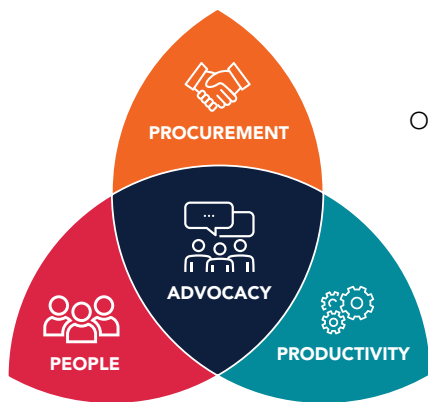 PROCUREMENT
O
ADVOCACY
PEOPLE
PRODUCTIVITY